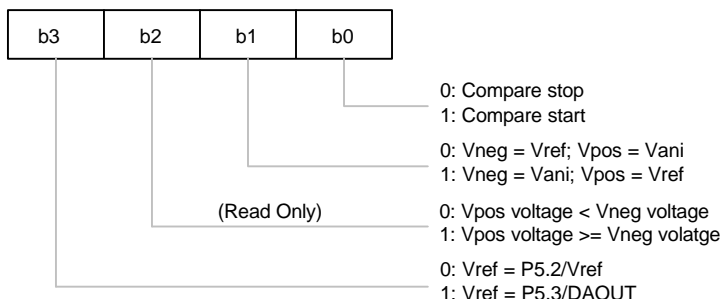 b3 b2 b1 b0
0: Compare stop
1: Compare start
0: Vneg = Vref; Vpos = Vani
1: Vneg = Vani; Vpos = Vref
(Read Only) 0: Vpos voltage < Vneg voltage
1: Vpos voltage >= Vneg volatge
0: Vref = P5.2/Vref
1: Vref = P5.3/DAOUT